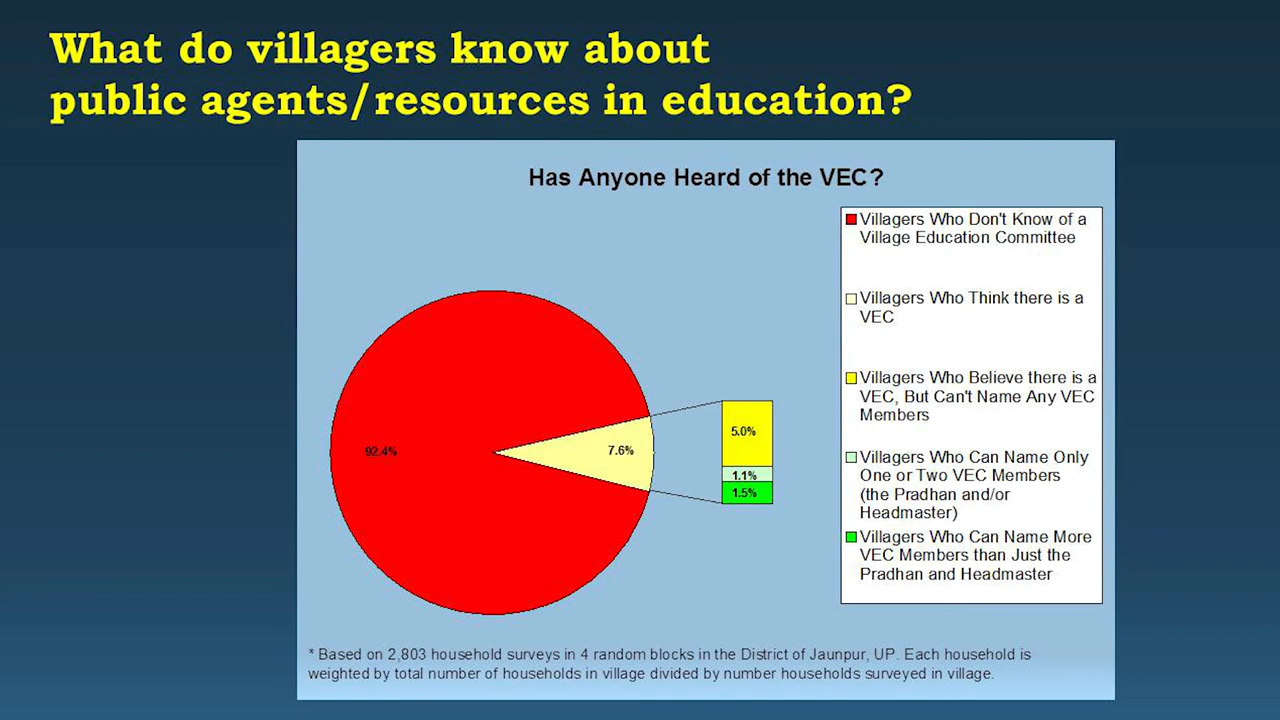 What do villagers know about
public agents/resources in education?
Has Anyone Heard of the VEC?
92.4%
7.6%
5.0%
1.1%
1.5%
Villagers Who Don't Know of a
Village Education Committee
Villagers Who Think there is a
VEC
Villagers Who Believe there is a
VEC, But Can't Name Any VEC
Members
Villagers Who Can Name Only
One or Two VEC Members
(the Pradhan and/or
Headmaster)
Villagers Who Can Name More
VEC Members than Just the
Pradhan and Headmaster
* Based on 2,803 household surveys in 4 random blocks in the District of Jaunpur, UP. Each household is
weighted by total number of households in village divided by number households surveyed in village.